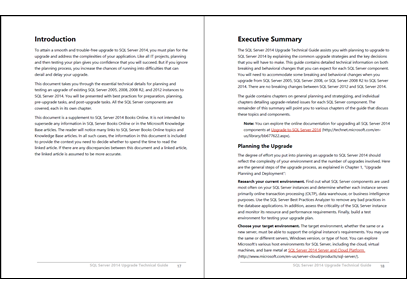 Introduction
To attain a smooth and trouble-free upgrade to SQL Server 2014, you must plan for the
upgrade and address the complexities of your application. Like all IT projects, planning
and then testing your plan gives you confidence that you will succeed. But if you ignore
the planning process, you increase the chances of running into difficulties that can
derail and delay your upgrade.
This document takes you through the essential technical details for planning and
testing an upgrade of existing SQL Server 2005, 2008, 2008 R2, and 2012 instances to
SQL Server 2014. You will be presented with best practices for preparation, planning,
pre-upgrade tasks, and post-upgrade tasks. All the SQL Server components are
covered, each in its own chapter.
This document is a supplement to SQL Server 2014 Books Online. It is not intended to
supersede any information in SQL Server Books Online or in the Microsoft Knowledge
Base articles. The reader will notice many links to SQL Server Books Online topics and
Knowledge Base articles. In all such cases, the information in this document is included
to provide the context you need to decide whether to spend the time to read the
linked article. If there are any discrepancies between this document and a linked article,
the linked article is assumed to be more accurate.
SQL Server 2014 Upgrade Technical Guide 17
Executive Summary
The SQL Server 2014 Upgrade Technical Guide assists you with planning to upgrade to
SQL Server 2014 by explaining the common upgrade strategies and the key decisions
that you will have to make. This guide contains detailed technical information on both
breaking and behavioral changes that you can expect for each SQL Server component.
You will need to accommodate some breaking and behavioral changes when you
upgrade from SQL Server 2005, SQL Server 2008, or SQL Server 2008 R2 to SQL Server
2014. There are no breaking changes between SQL Server 2012 and SQL Server 2014.
The guide contains chapters on general planning and strategizing, and individual
chapters detailing upgrade-related issues for each SQL Server component. The
remainder of this summary will point you to various chapters of the guide that discuss
these topics and components.
Note: You can explore the online documentation for upgrading all SQL Server 2014
components at Upgrade to SQL Server 2014 (http://technet.microsoft.com/en-
us/library/bb677622.aspx).
Planning the Upgrade
The degree of effort you put into planning an upgrade to SQL Server 2014 should
reflect the complexity of your environment and the number of upgrades involved. Here
are the general steps of the upgrade process, as explained in Chapter 1, "Upgrade
Planning and Deployment":
Research your current environment. Find out what SQL Server components are used
most often on your SQL Server instances and determine whether each instance serves
primarily online transaction processing (OLTP), data warehouse, or business intelligence
purposes. Use the SQL Server Best Practices Analyzer to remove any bad practices in
the database applications. In addition, assess the criticality of the SQL Server instance
and monitor its resource and performance requirements. Finally, build a test
environment for testing your upgrade plan.
Choose your target environment. The target environment, whether the same or a
new server, must be able to support the original instance's requirements. You may use
the same or different servers, Windows version, or type of host. You can explore
Microsoft's various host environments for SQL Server, including the cloud, virtual
machines, and bare metal at SQL Server 2014 Server and Cloud Platform
(http://www.microsoft.com/en-us/server-cloud/products/sql-server/).
SQL Server 2014 Upgrade Technical Guide 18